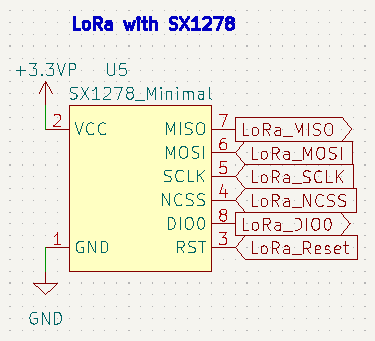 LoRa with SX1278
+3.3VP
U5
SX1278_Minimal
2 VCC MISO 7 LoRa_MISO
MOSI 6 LoRa_MOSI
SCLK 5 LoRa_SCLK
NCSS 4 LoRa_NCSS
DIO0 8 LoRa_DIO0
1 GND RST 3 LoRa_Reset
GND